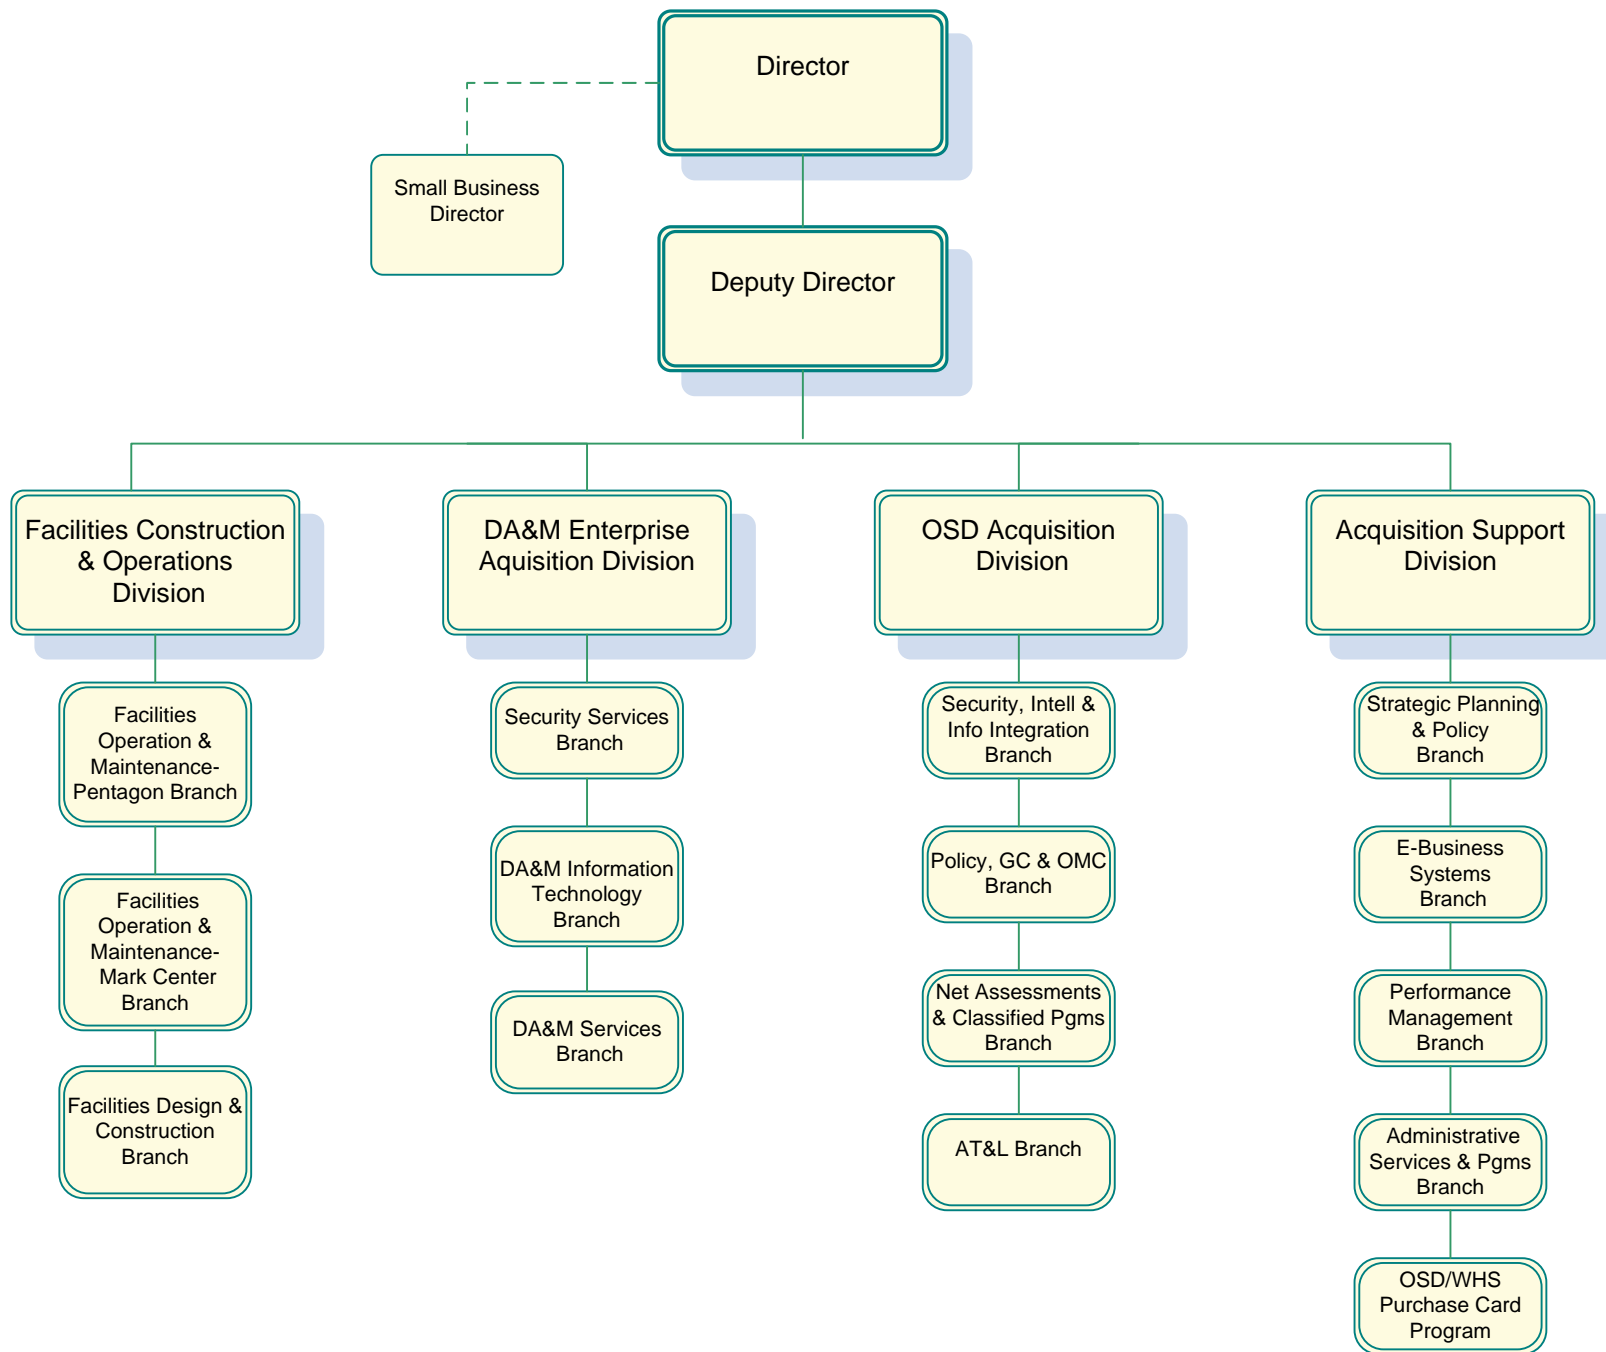 Director
Small Business
Director
Deputy Director
Facilities Construction
& Operations
Division
DA&M Enterprise
Aquisition Division
OSD Acquisition
Division
Acquisition Support
Division
Facilities
Operation &
Maintenance-
Pentagon Branch
Facilities
Operation &
Maintenance-
Mark Center
Branch
Facilities Design &
Construction
Branch
Security Services
Branch
DA&M Information
Technology
Branch
DA&M Services
Branch
Security, Intell &
Info Integration
Branch
Policy, GC & OMC
Branch
Net Assessments
& Classified Pgms
Branch
AT&L Branch
Strategic Planning
& Policy
Branch
E-Business
Systems
Branch
Performance
Management
Branch
Administrative
Services & Pgms
Branch
OSD/WHS
Purchase Card
Program